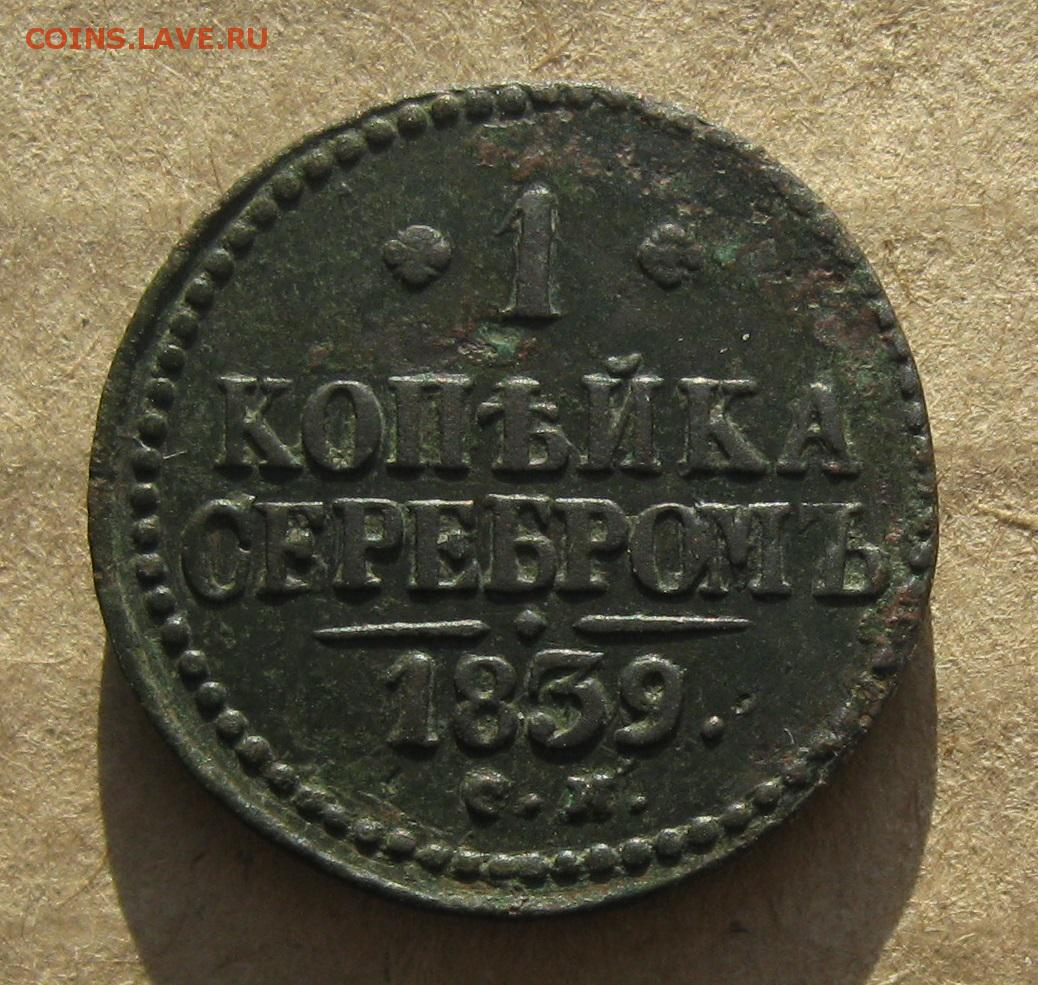 COINS.LAVE.RU
1
КОПѢЙКА
СЕРЕБРОМЪ
1839.
С. М.